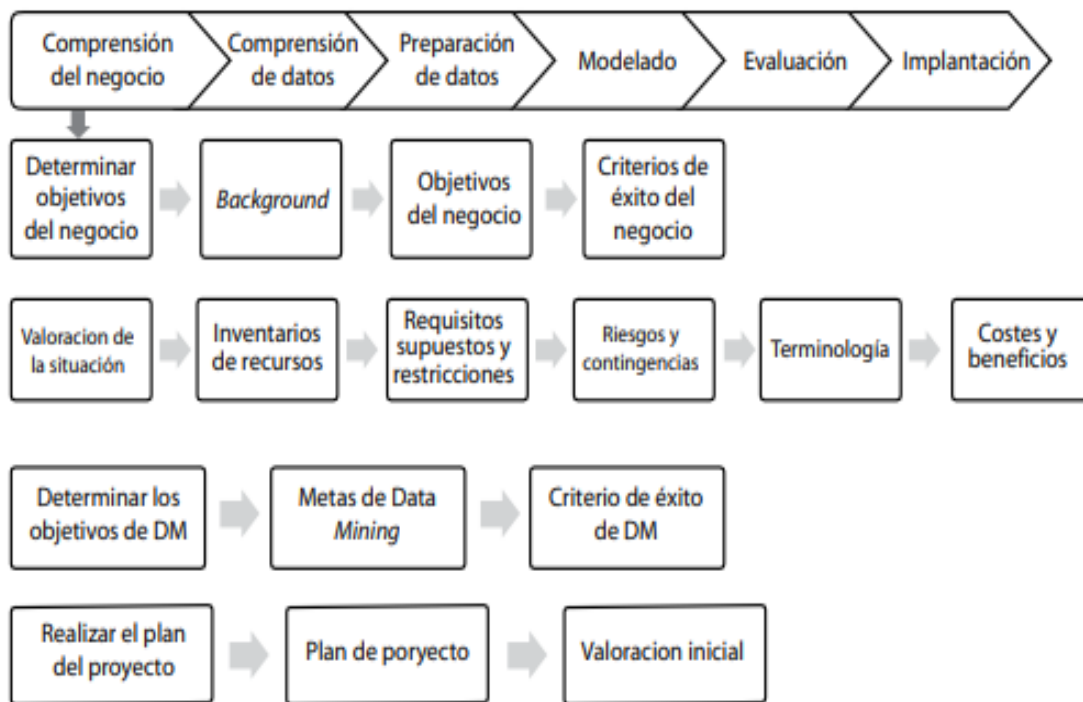 Comprensión
del negocio
Comprensión
de datos
Preparación
de datos
Modelado
Evaluación
Implantación
Determinar
objetivos
del negocio
Background
Objetivos
del negocio
Criterios de
éxito del
negocio
Valoracion de
la situación
Inventarios
de recursos
Requisitos
supuestos y
restricciones
Riesgos y
contingencias
Terminología
Costes y
beneficios
Determinar los
objetivos de DM
Metas de Data
Mining
Criterio de éxito
de DM
Realizar el plan
del proyecto
Plan de poryecto
Valoracion inicial